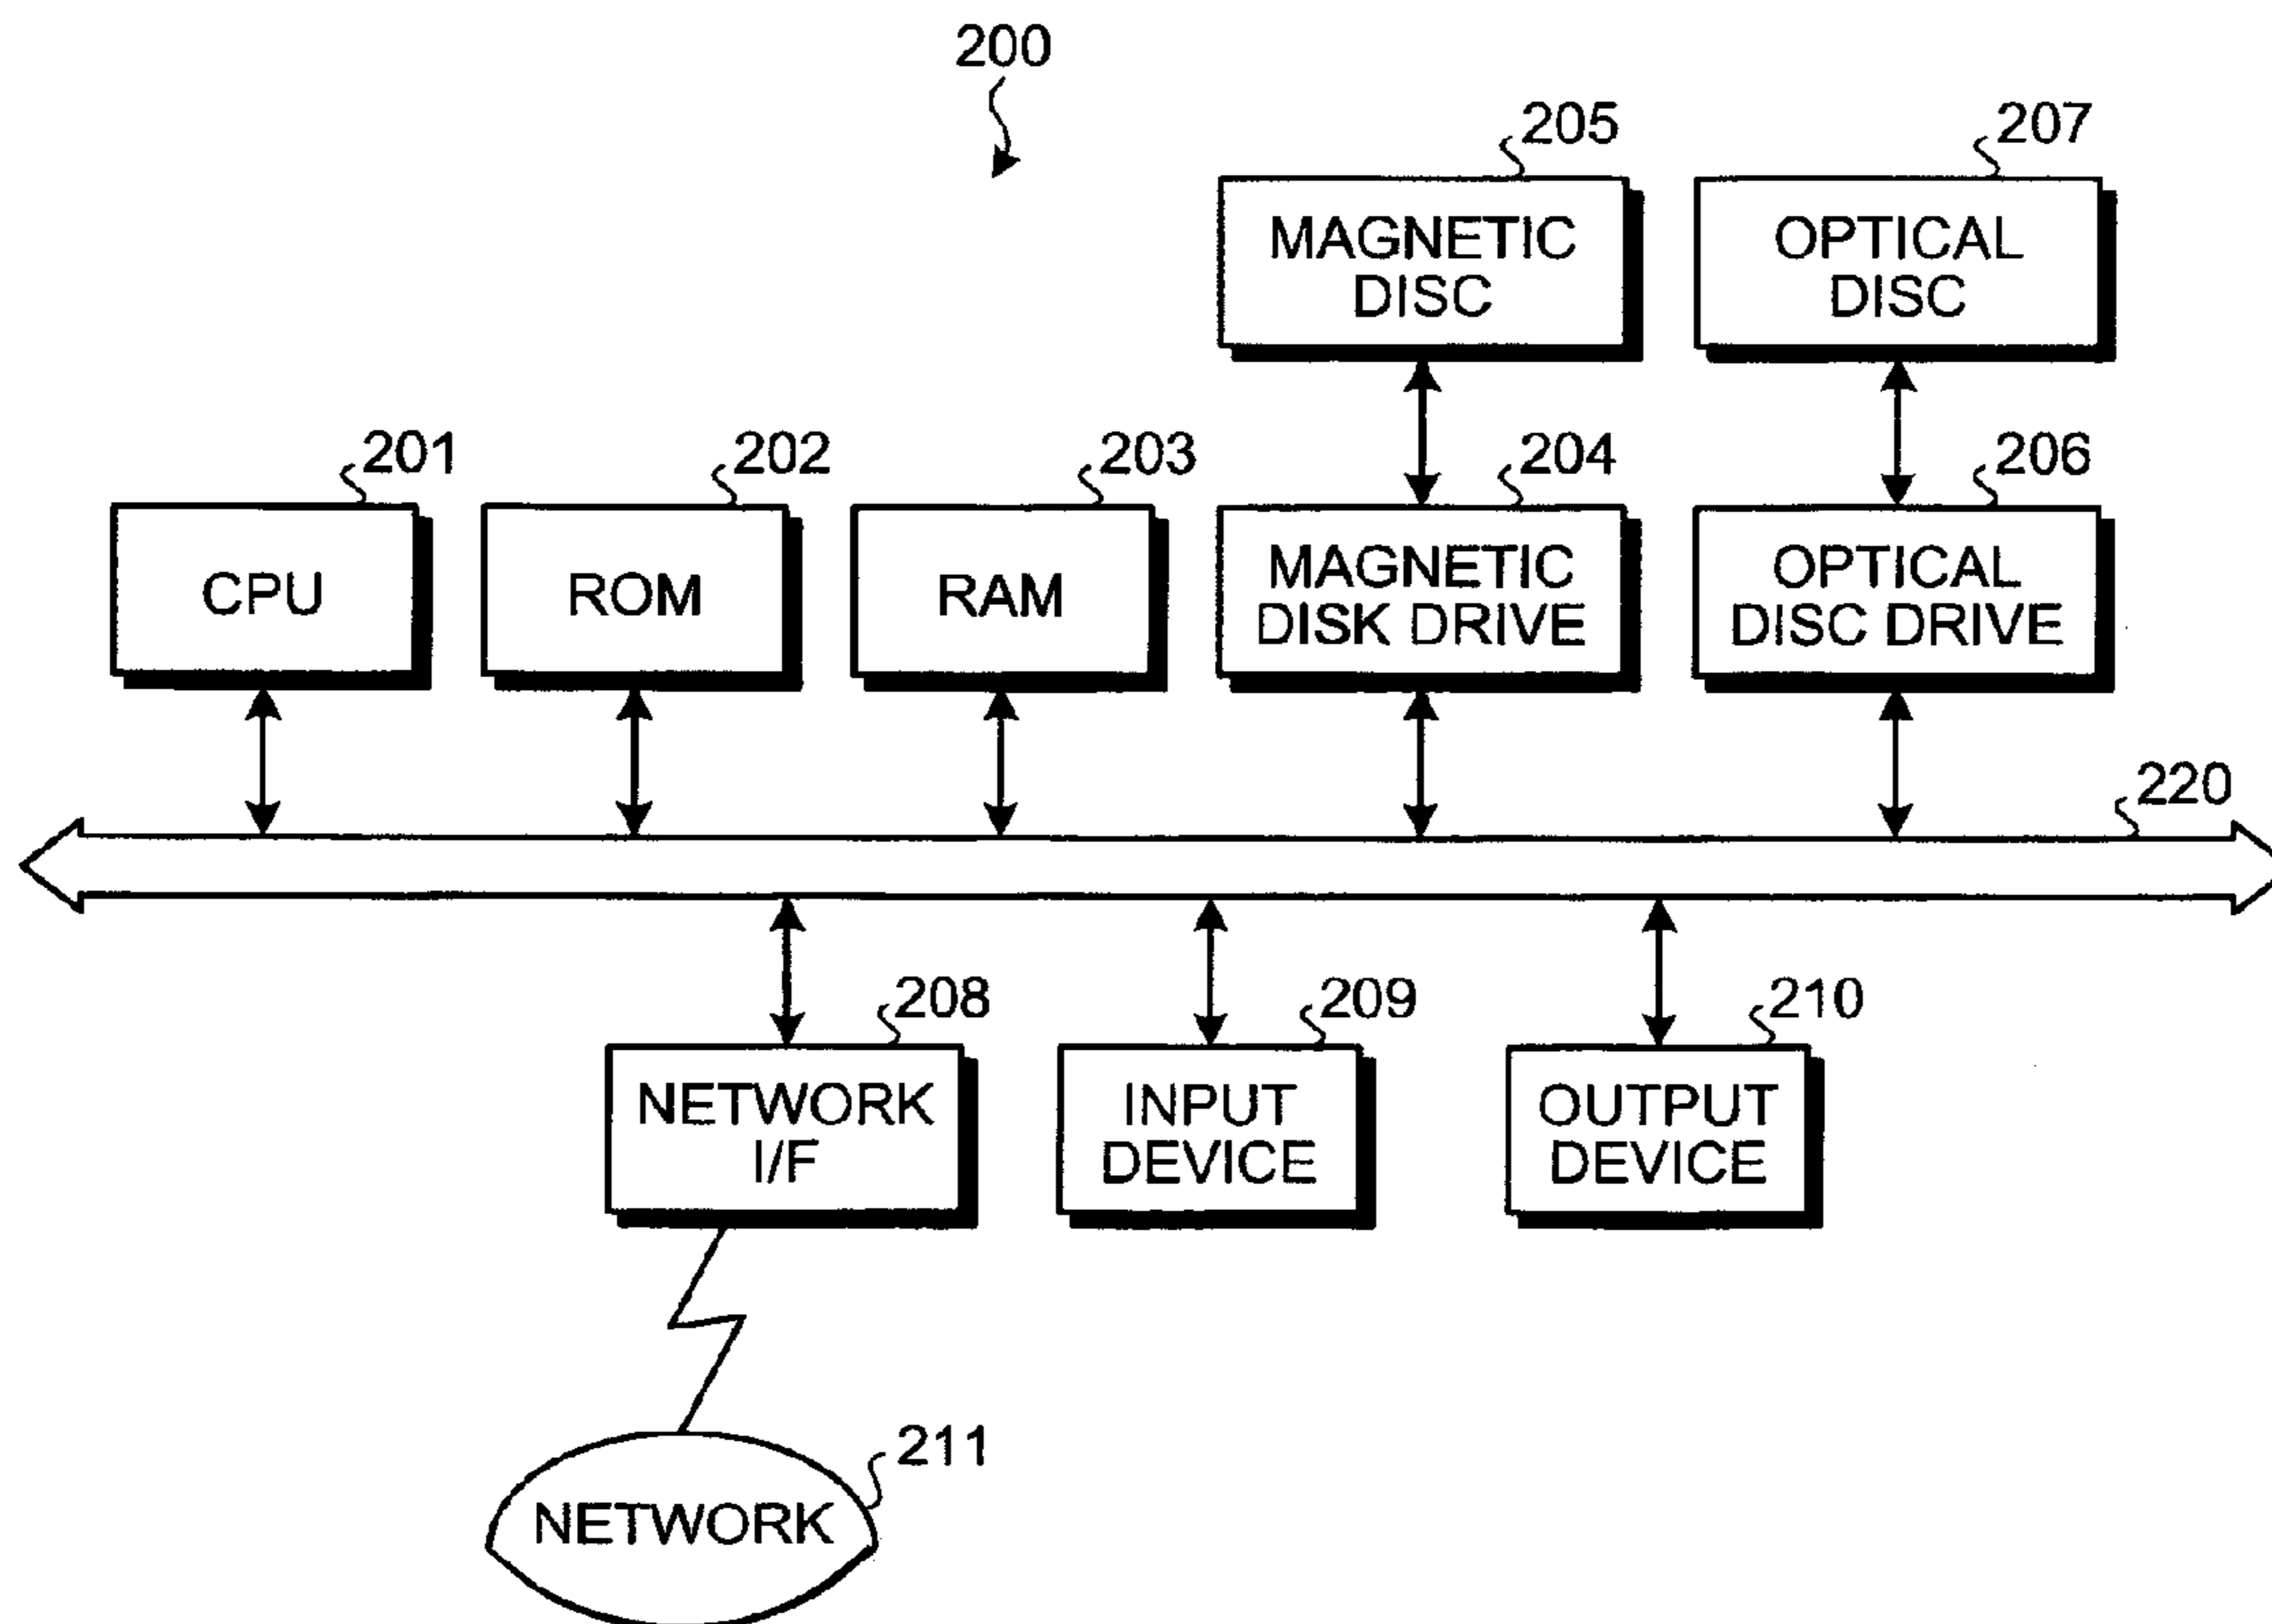 200
205
207
MAGNETIC
DISC
OPTICAL
DISC
201
202
203
204
206
CPU
ROM
RAM
MAGNETIC
DISK DRIVE
OPTICAL
DISC DRIVE
220
208
209
210
NETWORK
I/F
INPUT
DEVICE
OUTPUT
DEVICE
211
NETWORK